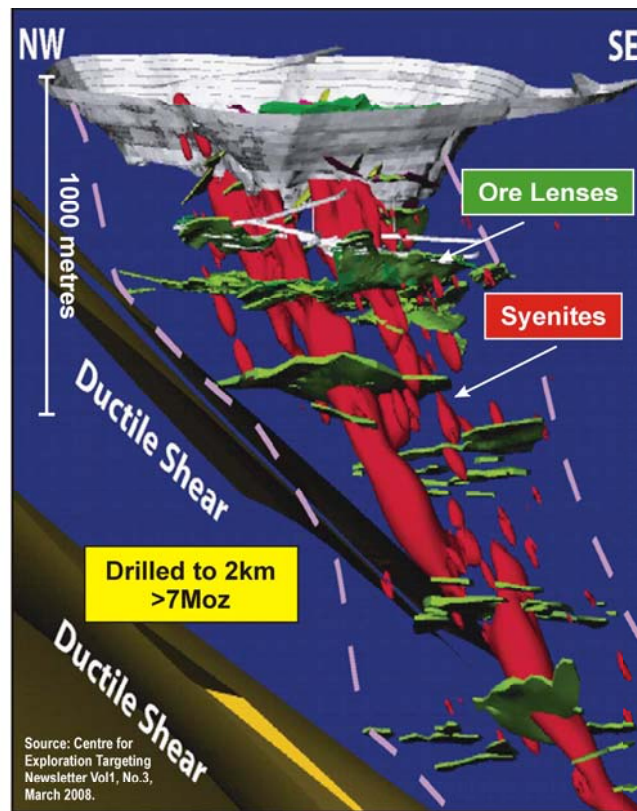 NW
SE
1000 metres
Ore Lenses
Syenites
Ductile Shear
Drilled to 2km
>7Moz
Ductile Shear
Source: Centre for
Exploration Targeting
Newsletter Vol1, No.3,
March 2008.